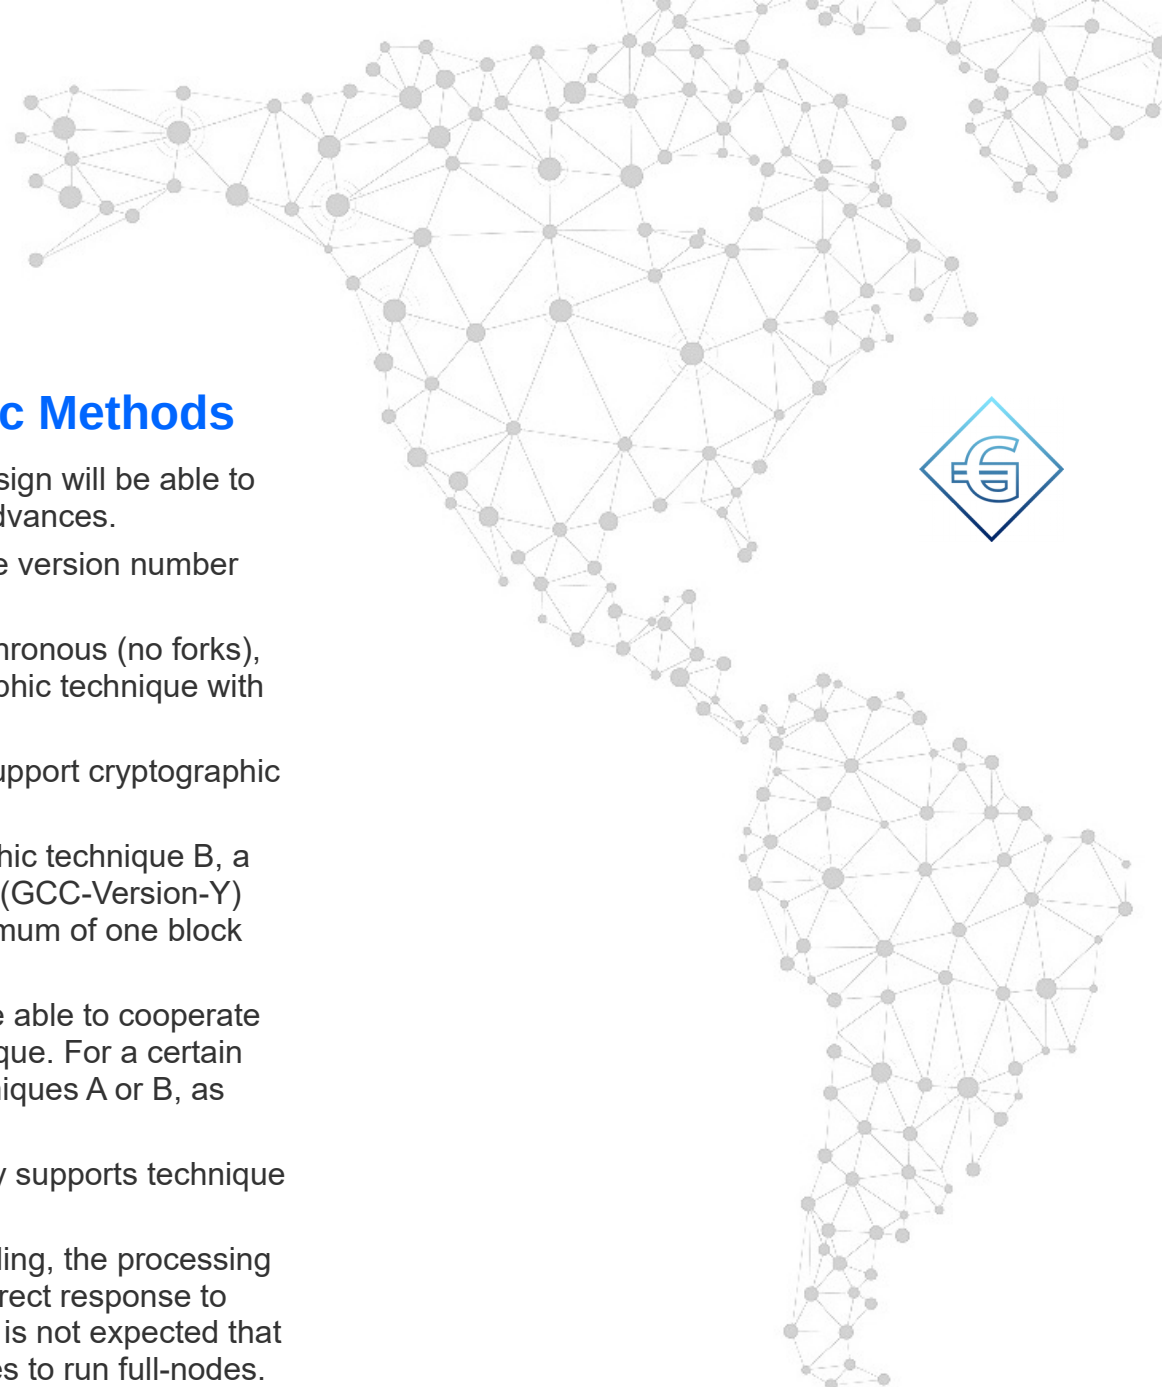 c Methods
sign will be able to
dvances.
e version number
hronous (no forks),
phic technique with
upport cryptographic
hic technique B, a
(GCC-Version-Y)
mum of one block
e able to cooperate
que. For a certain
niques A or B, as
y supports technique
ling, the processing
rect response to
is not expected that
es to run full-nodes.